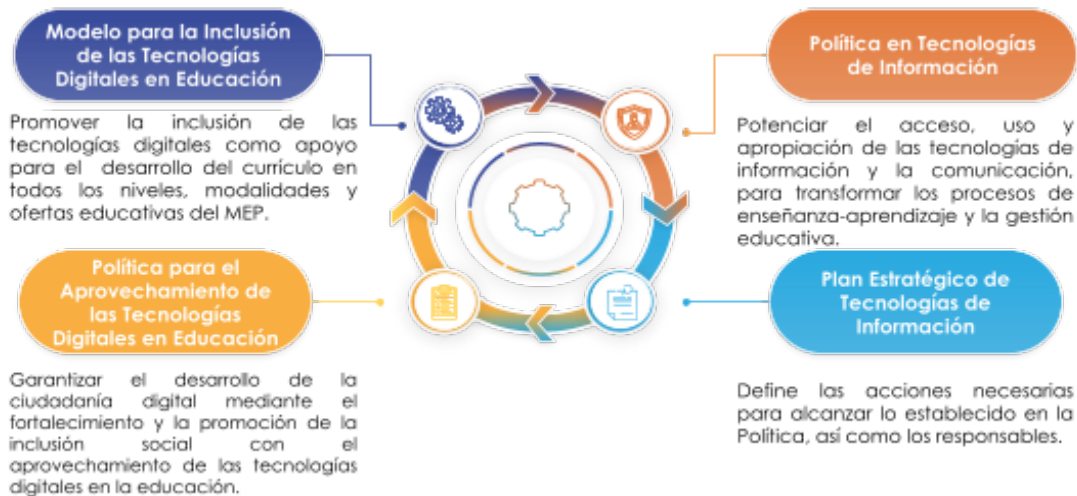 Modelo para la Inclusión
de las Tecnologías
Digitales en Educación
Promover la inclusión de las
tecnologías digitales como apoyo
para el desarrollo del currículo en
todos los niveles, modalidades y
ofertas educativas del MEP.
Política en Tecnologías
de Información
Potenciar el acceso, uso y
apropiación de las tecnologías de
información y la comunicación,
para transformar los procesos de
enseñanza-aprendizaje y la gestión
educativa.
Política para el
Aprovechamiento de
las Tecnologías
Digitales en Educación
Garantizar el desarrollo de la
ciudadanía digital mediante el
fortalecimiento y la promoción de la
inclusión social con el
aprovechamiento de las tecnologías
digitales en la educación.
Plan Estratégico de
Tecnologías de
Información
Define las acciones necesarias
para alcanzar lo establecido en la
Política, así como los responsables.